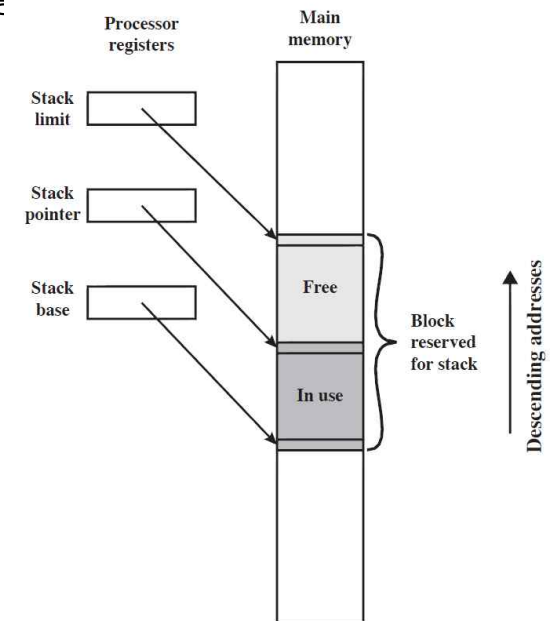 Processor
registers
Main
memory
Stack
limit
Stack
pointer
Stack
base
Free
In use
Block
reserved
for stack
Descending addresses